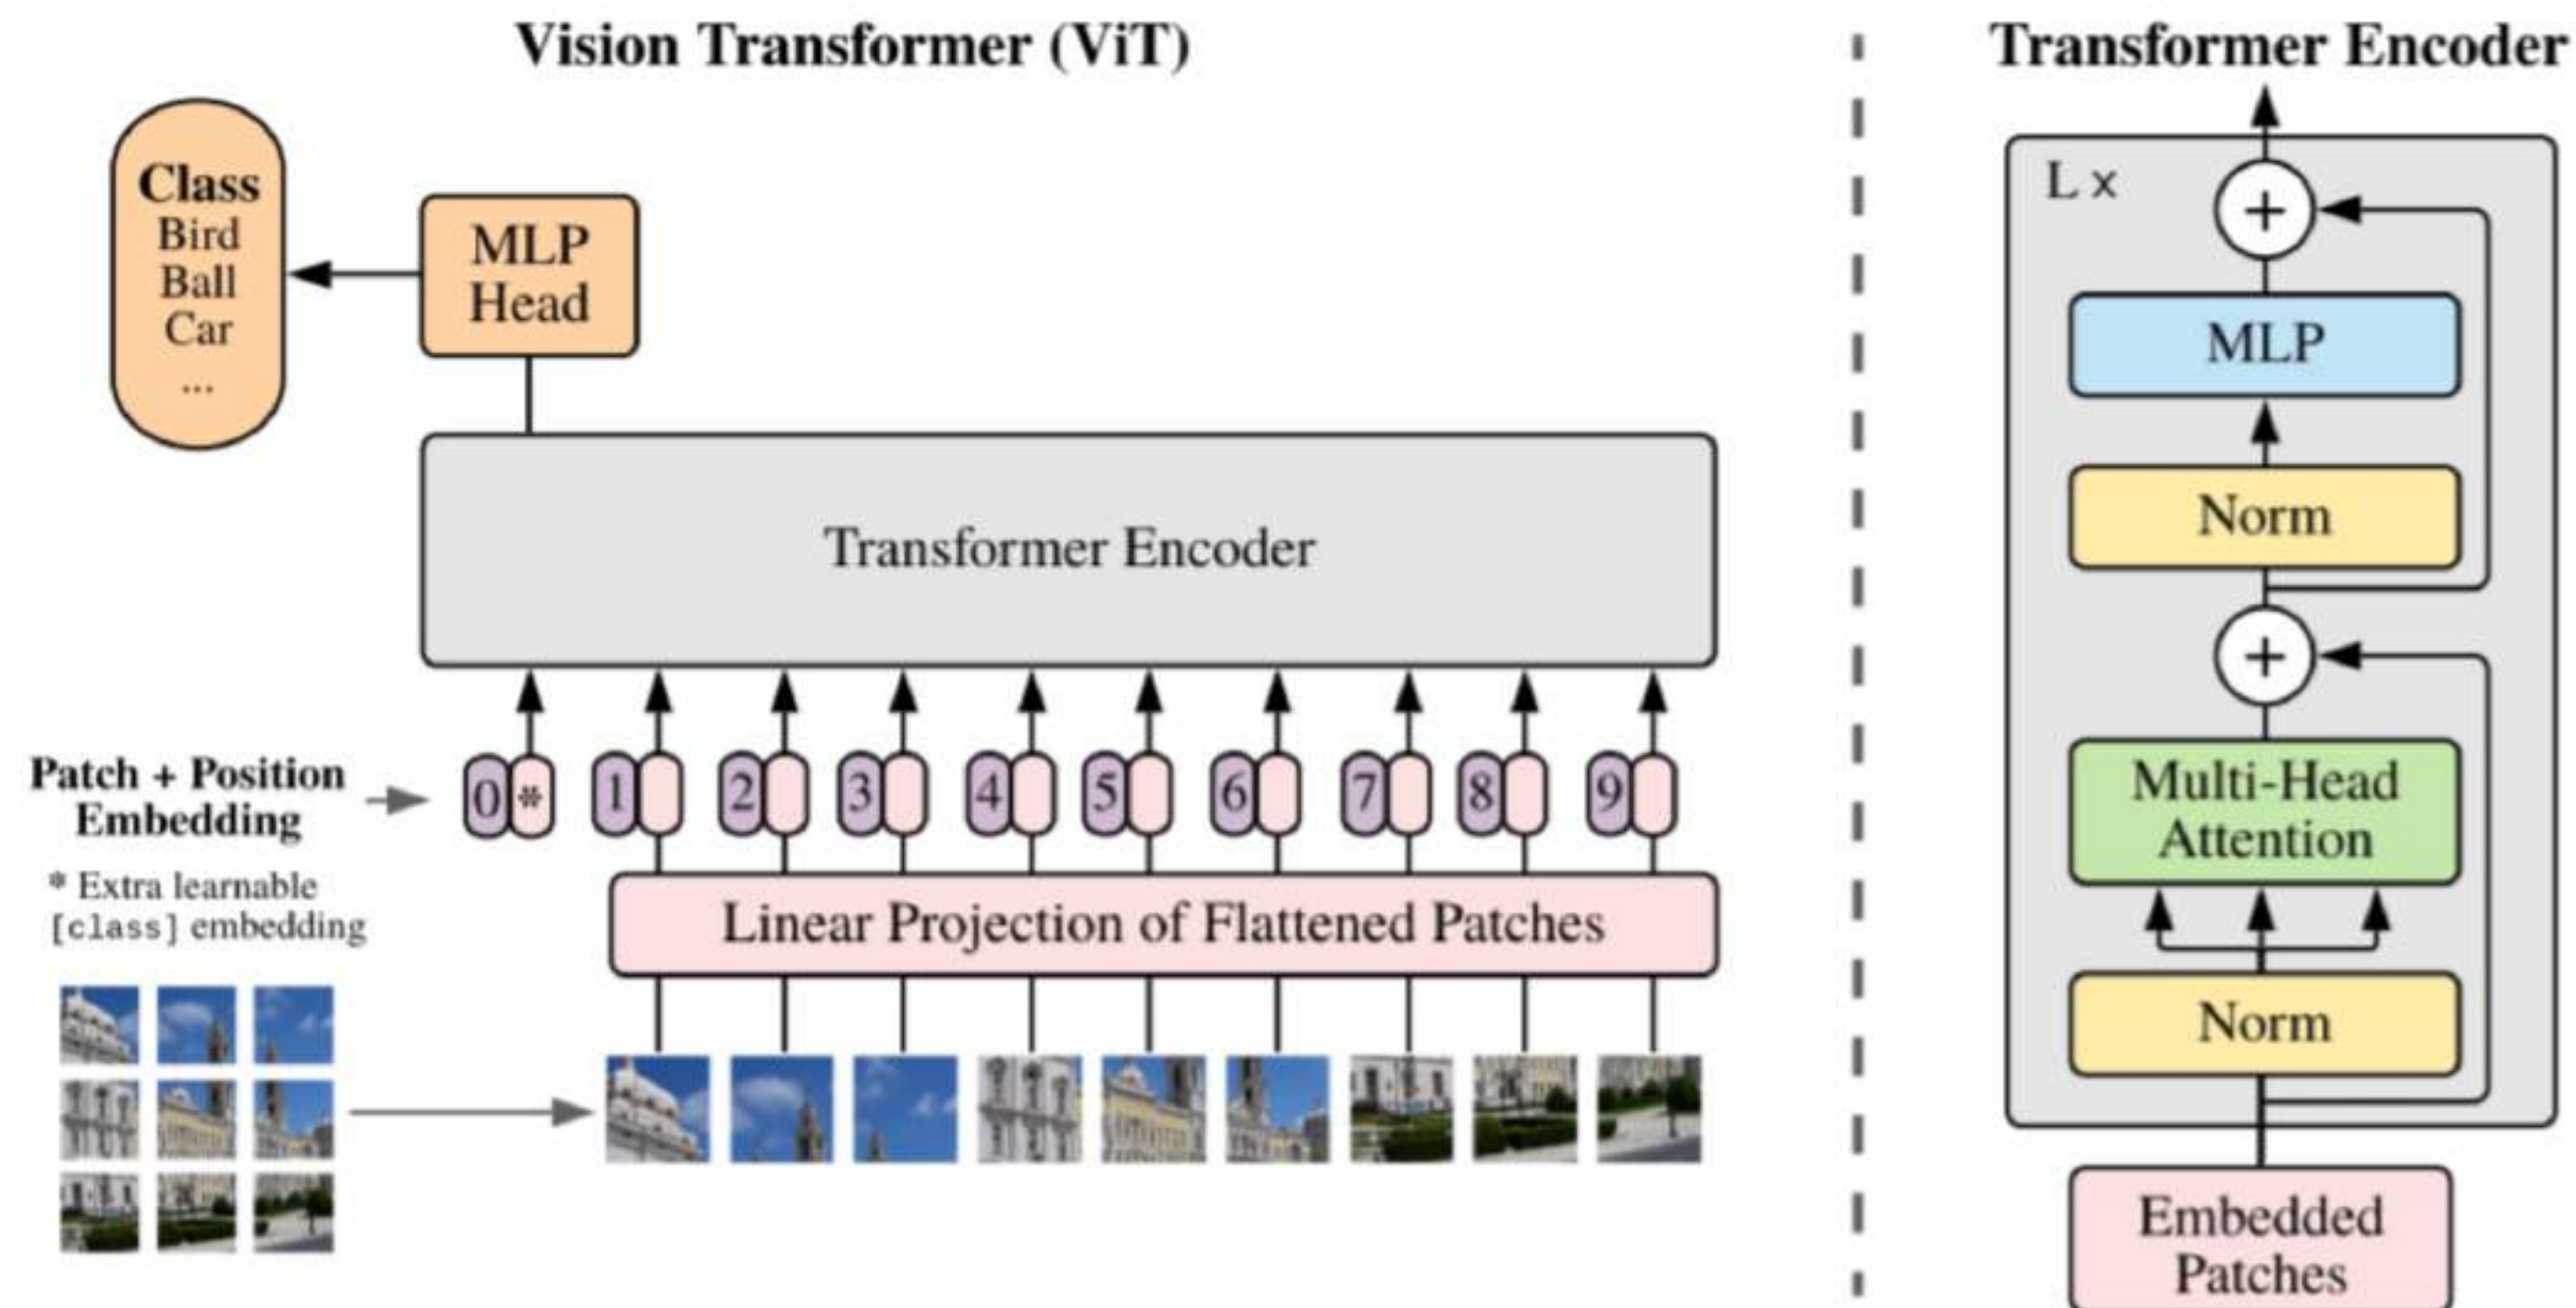 Vision Transformer (ViT)
Class
Bird
Ball
Car
...
MLP
Head
Transformer Encoder
Patch + Position
Embedding
0 * 1 2 3 4 5 6 7 8 9
* Extra learnable
[class] embedding
Linear Projection of Flattened Patches
Transformer Encoder
L x
+
MLP
Norm
+
Multi-Head
Attention
Norm
Embedded
Patches